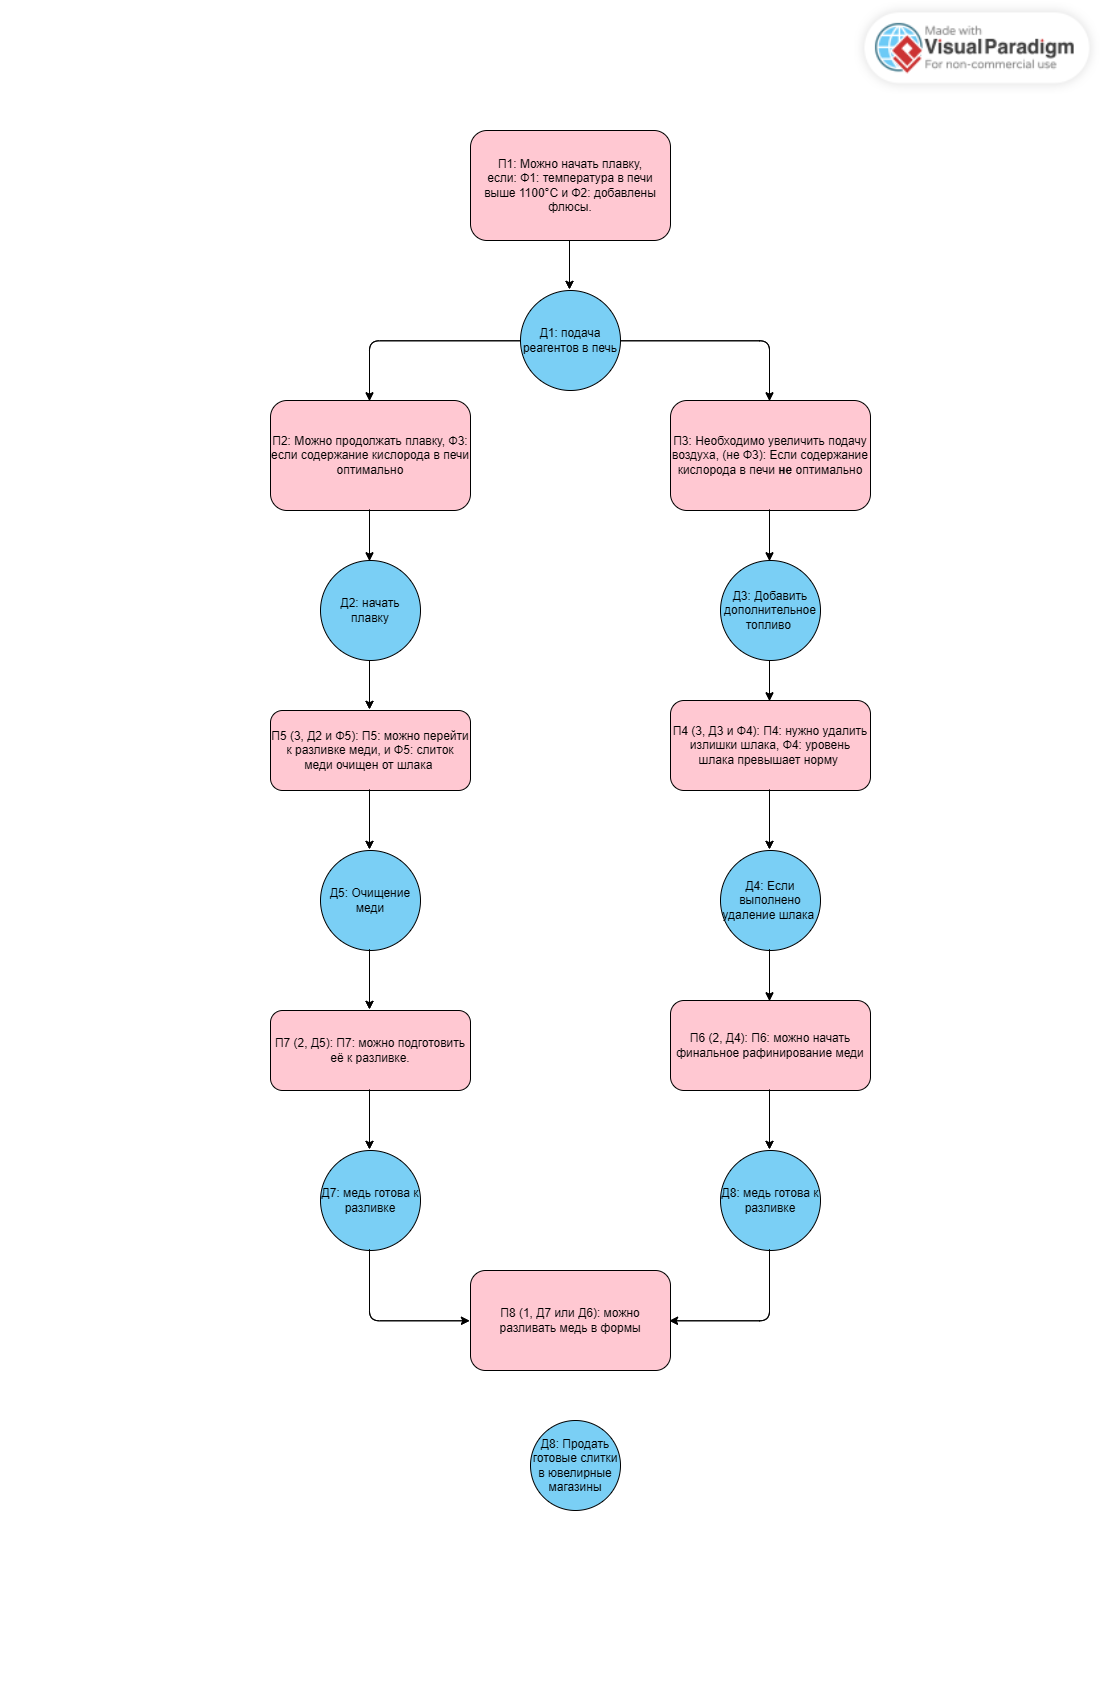 Made with
Visual Paradigm
For non-commercial use
П1: Можно начать плавку,
если: Ф1: температура в печи
выше 1100°C и Ф2: добавлены
флюсы.
Д1: подача
реагентов в печь
П2: Можно продолжать плавку, Ф3:
если содержание кислорода в печи
оптимально
П3: Необходимо увеличить подачу
воздуха, (не Ф3): Если содержание
кислорода в печи не оптимально
Д2: начать
плавку
Д3: Добавить
дополнительное
топливо
П5 (3, Д2 и Ф5): П5: можно перейти
к разливке меди, и Ф5: слиток
меди очищен от шлака
П4 (3, Д3 и Ф4): П4: нужно удалить
излишки шлака, Ф4: уровень
шлака превышает норму
Д5: Очищение
меди
Д4: Если
выполнено
удаление шлака
П7 (2, Д5): П7: можно подготовить
её к разливке.
П6 (2, Д4): П6: можно начать
финальное рафинирование меди
Д7: медь готова к
разливке
Д8: медь готова к
разливке
П8 (1, Д7 или Д6): можно
разливать медь в формы
Д8: Продать
готовые слитки
в ювелирные
магазины